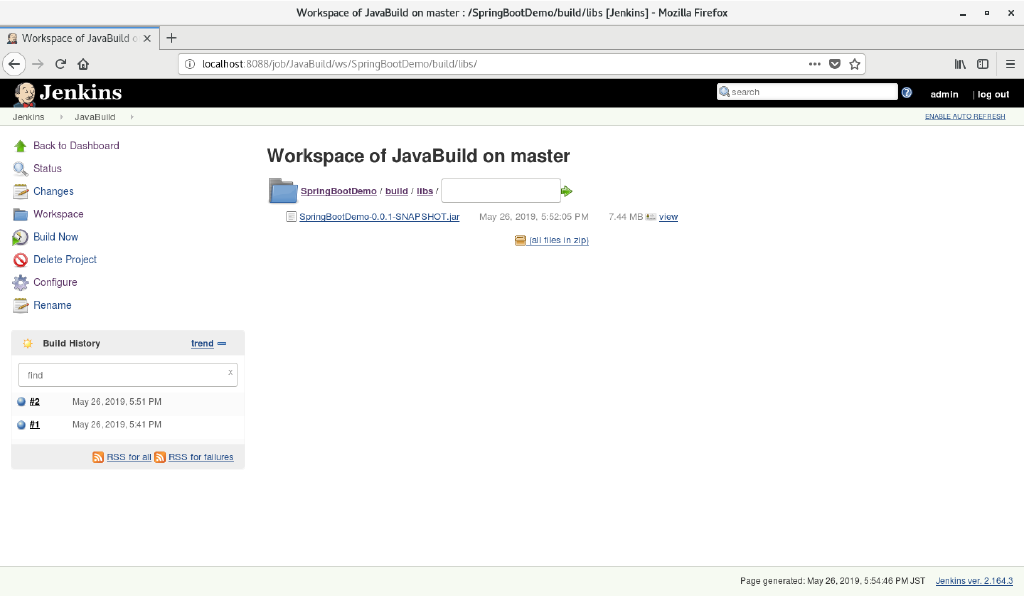 Workspace of JavaBuild on master : /SpringBootDemo/build/libs [Jenkins] - Mozilla Firefox
Workspace of JavaBuild o
localhost:8088/job/JavaBuild/ws/SpringBootDemo/build/libs/
Jenkins
search
admin | log out
Jenkins JavaBuild
ENABLE AUTO REFRESH
Back to Dashboard
Status
Changes
Workspace
Build Now
Delete Project
Configure
Rename
Build History trend
find x
#2 May 26, 2019, 5:51 PM
#1 May 26, 2019, 5:41 PM
RSS for all RSS for failures
Workspace of JavaBuild on master
SpringBootDemo / build / libs /
SpringBootDemo-0.0.1-SNAPSHOT.jar May 26, 2019, 5:52:05 PM 7.44 MB view
(all files in zip)
Page generated: May 26, 2019, 5:54:46 PM JST Jenkins ver. 2.164.3